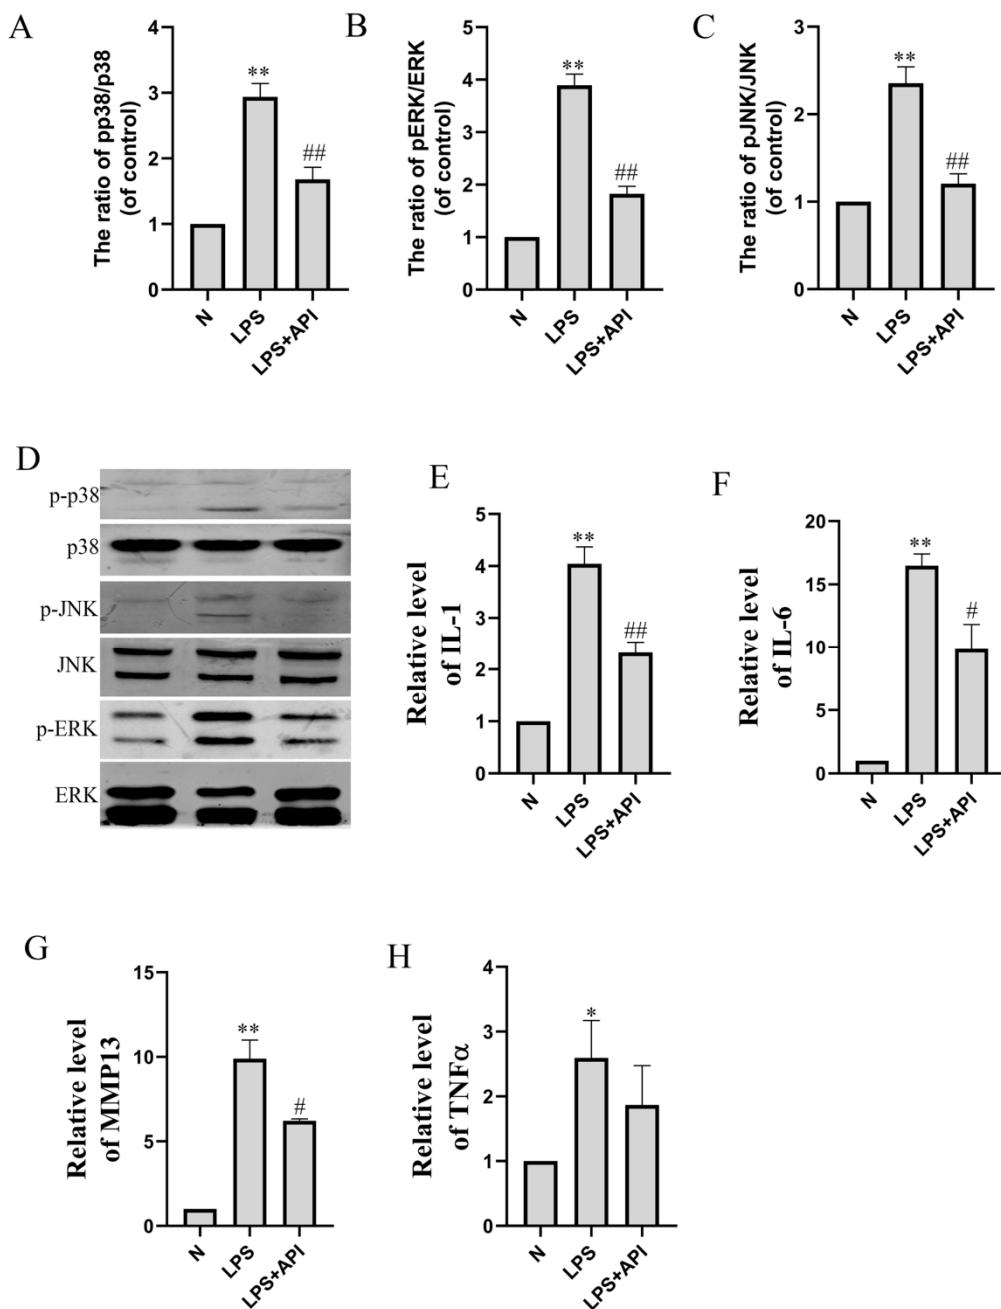 A
The ratio of pp38/p38
(of control)
4
3
2
1
0
**
##
N
LPS
LPS+API
B
The ratio of pERK/ERK
(of control)
5
4
3
2
1
0
**
##
N
LPS
LPS+API
C
The ratio of pJNK/JNK
(of control)
3
2
1
0
**
##
N
LPS
LPS+API
D
p-p38
p38
p-JNK
JNK
p-ERK
ERK
E
Relative level
of IL-1
5
4
3
2
1
0
**
##
N
LPS
LPS+API
F
Relative level
of IL-6
20
15
10
5
0
**
#
N
LPS
LPS+API
G
Relative level
of MMP13
15
10
5
0
**
#
N
LPS
LPS+API
H
Relative level
of TNFα
4
3
2
1
0
*
N
LPS
LPS+API